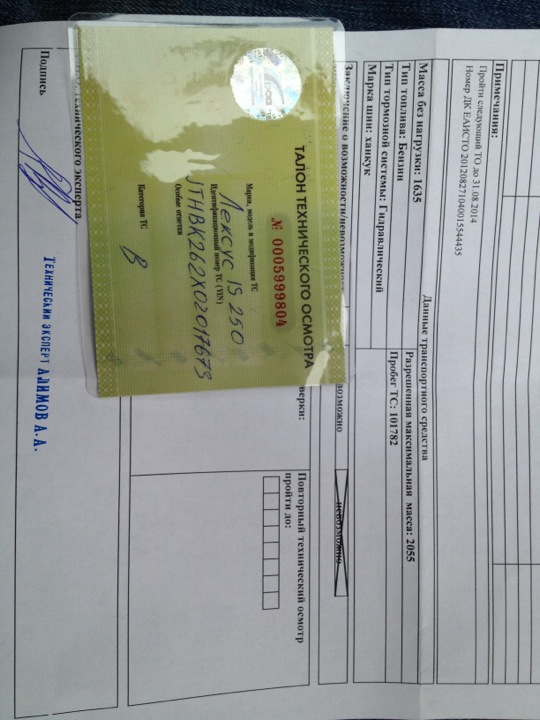 Примечания:
Пройти следующий ТО до 31.08.2014
Номер ДК ЕАИСТО 201208271040015544435
Данные транспортного средства
Масса без нагрузки: 1635
Разрешенная максимальная масса: 2055
Тип топлива: Бензин
Пробег ТС: 101782
Тип тормозной системы: Гидравлический
Марка шин: ханкук
Заключение о возможности/невозможно
возможно
невозможно
Повторный технический осмотр
пройти до:
верки:
ТАЛОН ТЕХНИЧЕСКОГО ОСМОТРА
№ 0005999804
Марка, модель и модификация ТС
Лексус IS 250
Идентификационный номер ТС (VIN)
JTHBK262X02017673
Особые отметки
Категория ТС
В
технического эксперта
Подпись
Технический эксперт Алимов А.А.